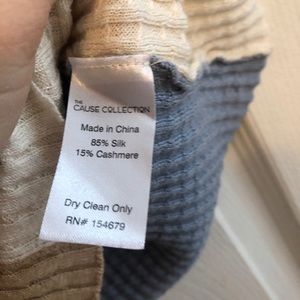 THE
CAUSE COLLECTION
Made in China
85% Silk
15% Cashmere
Dry Clean Only
RN# 154679